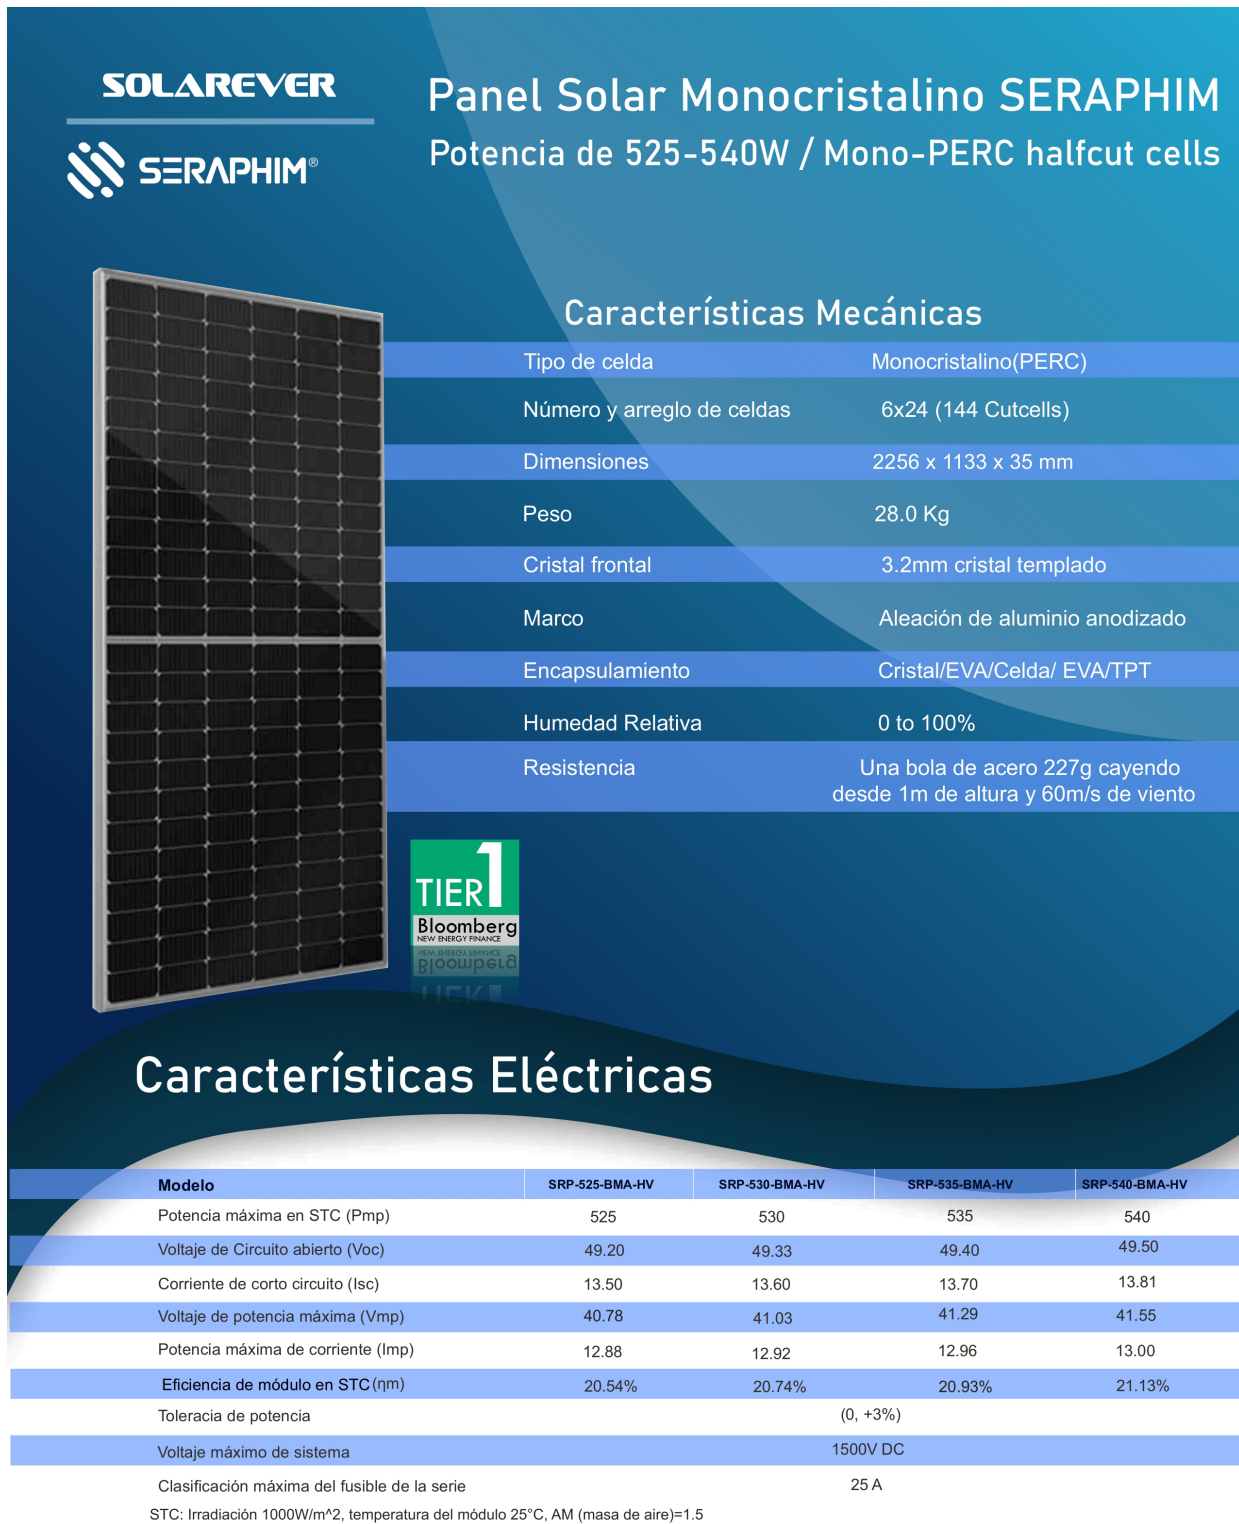 SOLAREVER
SERAPHIM®
Panel Solar Monocristalino SERAPHIM
Potencia de 525-540W / Mono-PERC halfcut cells
Características Mecánicas
Tipo de celda Monocristalino(PERC)
Número y arreglo de celdas 6x24 (144 Cutcells)
Dimensiones 2256 x 1133 x 35 mm
Peso 28.0 Kg
Cristal frontal 3.2mm cristal templado
Marco Aleación de aluminio anodizado
Encapsulamiento Cristal/EVA/Celda/ EVA/TPT
Humedad Relativa 0 to 100%
Resistencia Una bola de acero 227g cayendo
desde 1m de altura y 60m/s de viento
TIER 1
Bloomberg
NEW ENERGY FINANCE
Características Eléctricas
Modelo SRP-525-BMA-HV SRP-530-BMA-HV SRP-535-BMA-HV SRP-540-BMA-HV
Potencia máxima en STC (Pmp) 525 530 535 540
Voltaje de Circuito abierto (Voc) 49.20 49.33 49.40 49.50
Corriente de corto circuito (Isc) 13.50 13.60 13.70 13.81
Voltaje de potencia máxima (Vmp) 40.78 41.03 41.29 41.55
Potencia máxima de corriente (Imp) 12.88 12.92 12.96 13.00
Eficiencia de módulo en STC(ηm) 20.54% 20.74% 20.93% 21.13%
Toleracia de potencia (0, +3%)
Voltaje máximo de sistema 1500V DC
Clasificación máxima del fusible de la serie 25 A
STC: Irradiación 1000W/m^2, temperatura del módulo 25°C, AM (masa de aire)=1.5